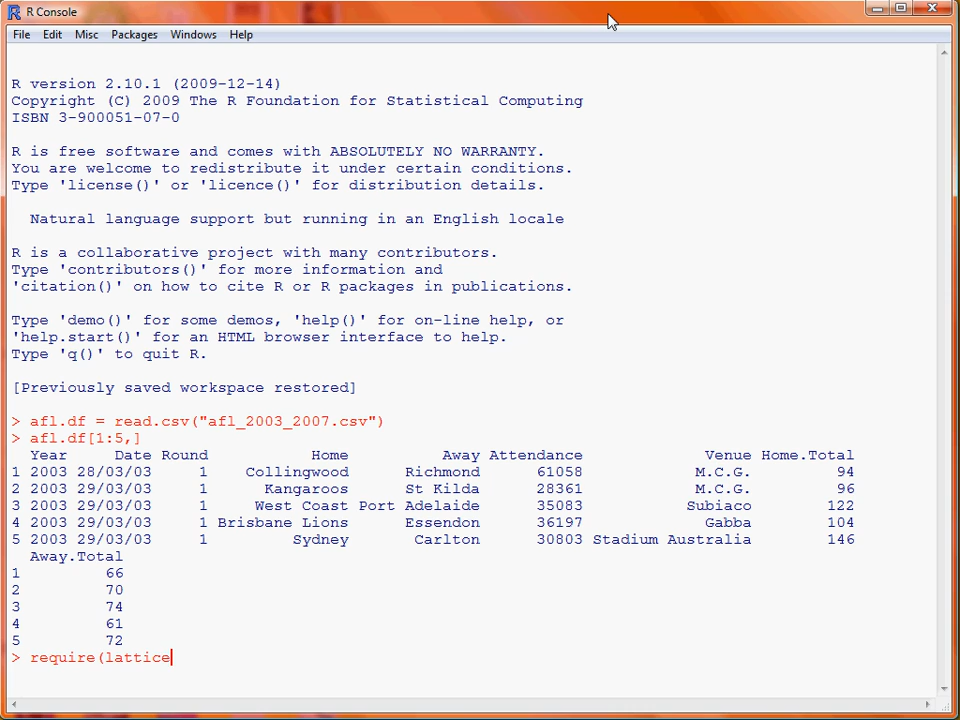 R Console
File Edit Misc Packages Windows Help
R version 2.10.1 (2009-12-14)
Copyright (C) 2009 The R Foundation for Statistical Computing
ISBN 3-900051-07-0
R is free software and comes with ABSOLUTELY NO WARRANTY.
You are welcome to redistribute it under certain conditions.
Type 'license()' or 'licence()' for distribution details.
  Natural language support but running in an English locale
R is a collaborative project with many contributors.
Type 'contributors()' for more information and
'citation()' on how to cite R or R packages in publications.
Type 'demo()' for some demos, 'help()' for on-line help, or
'help.start()' for an HTML browser interface to help.
Type 'q()' to quit R.
[Previously saved workspace restored]
> afl.df = read.csv("afl_2003_2007.csv")
> afl.df[1:5,]
  Year     Date Round           Home          Away Attendance             Venue Home.Total
1 2003 28/03/03     1    Collingwood      Richmond      61058            M.C.G.         94
2 2003 29/03/03     1      Kangaroos      St Kilda      28361            M.C.G.         96
3 2003 29/03/03     1     West Coast Port Adelaide      35083           Subiaco        122
4 2003 29/03/03     1 Brisbane Lions      Essendon      36197             Gabba        104
5 2003 29/03/03     1         Sydney       Carlton      30803 Stadium Australia        146
  Away.Total
1         66
2         70
3         74
4         61
5         72
> require(lattice